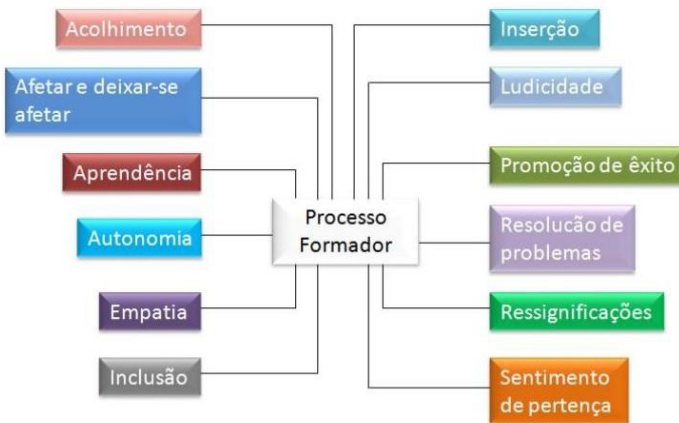 Acolhimento
Afetar e deixar-se
afetar
Aprendência
Autonomia
Empatia
Inclusão
Processo
Formador
Inserção
Ludicidade
Promoção de êxito
Resolucão de
problemas
Ressignificações
Sentimento
de pertença